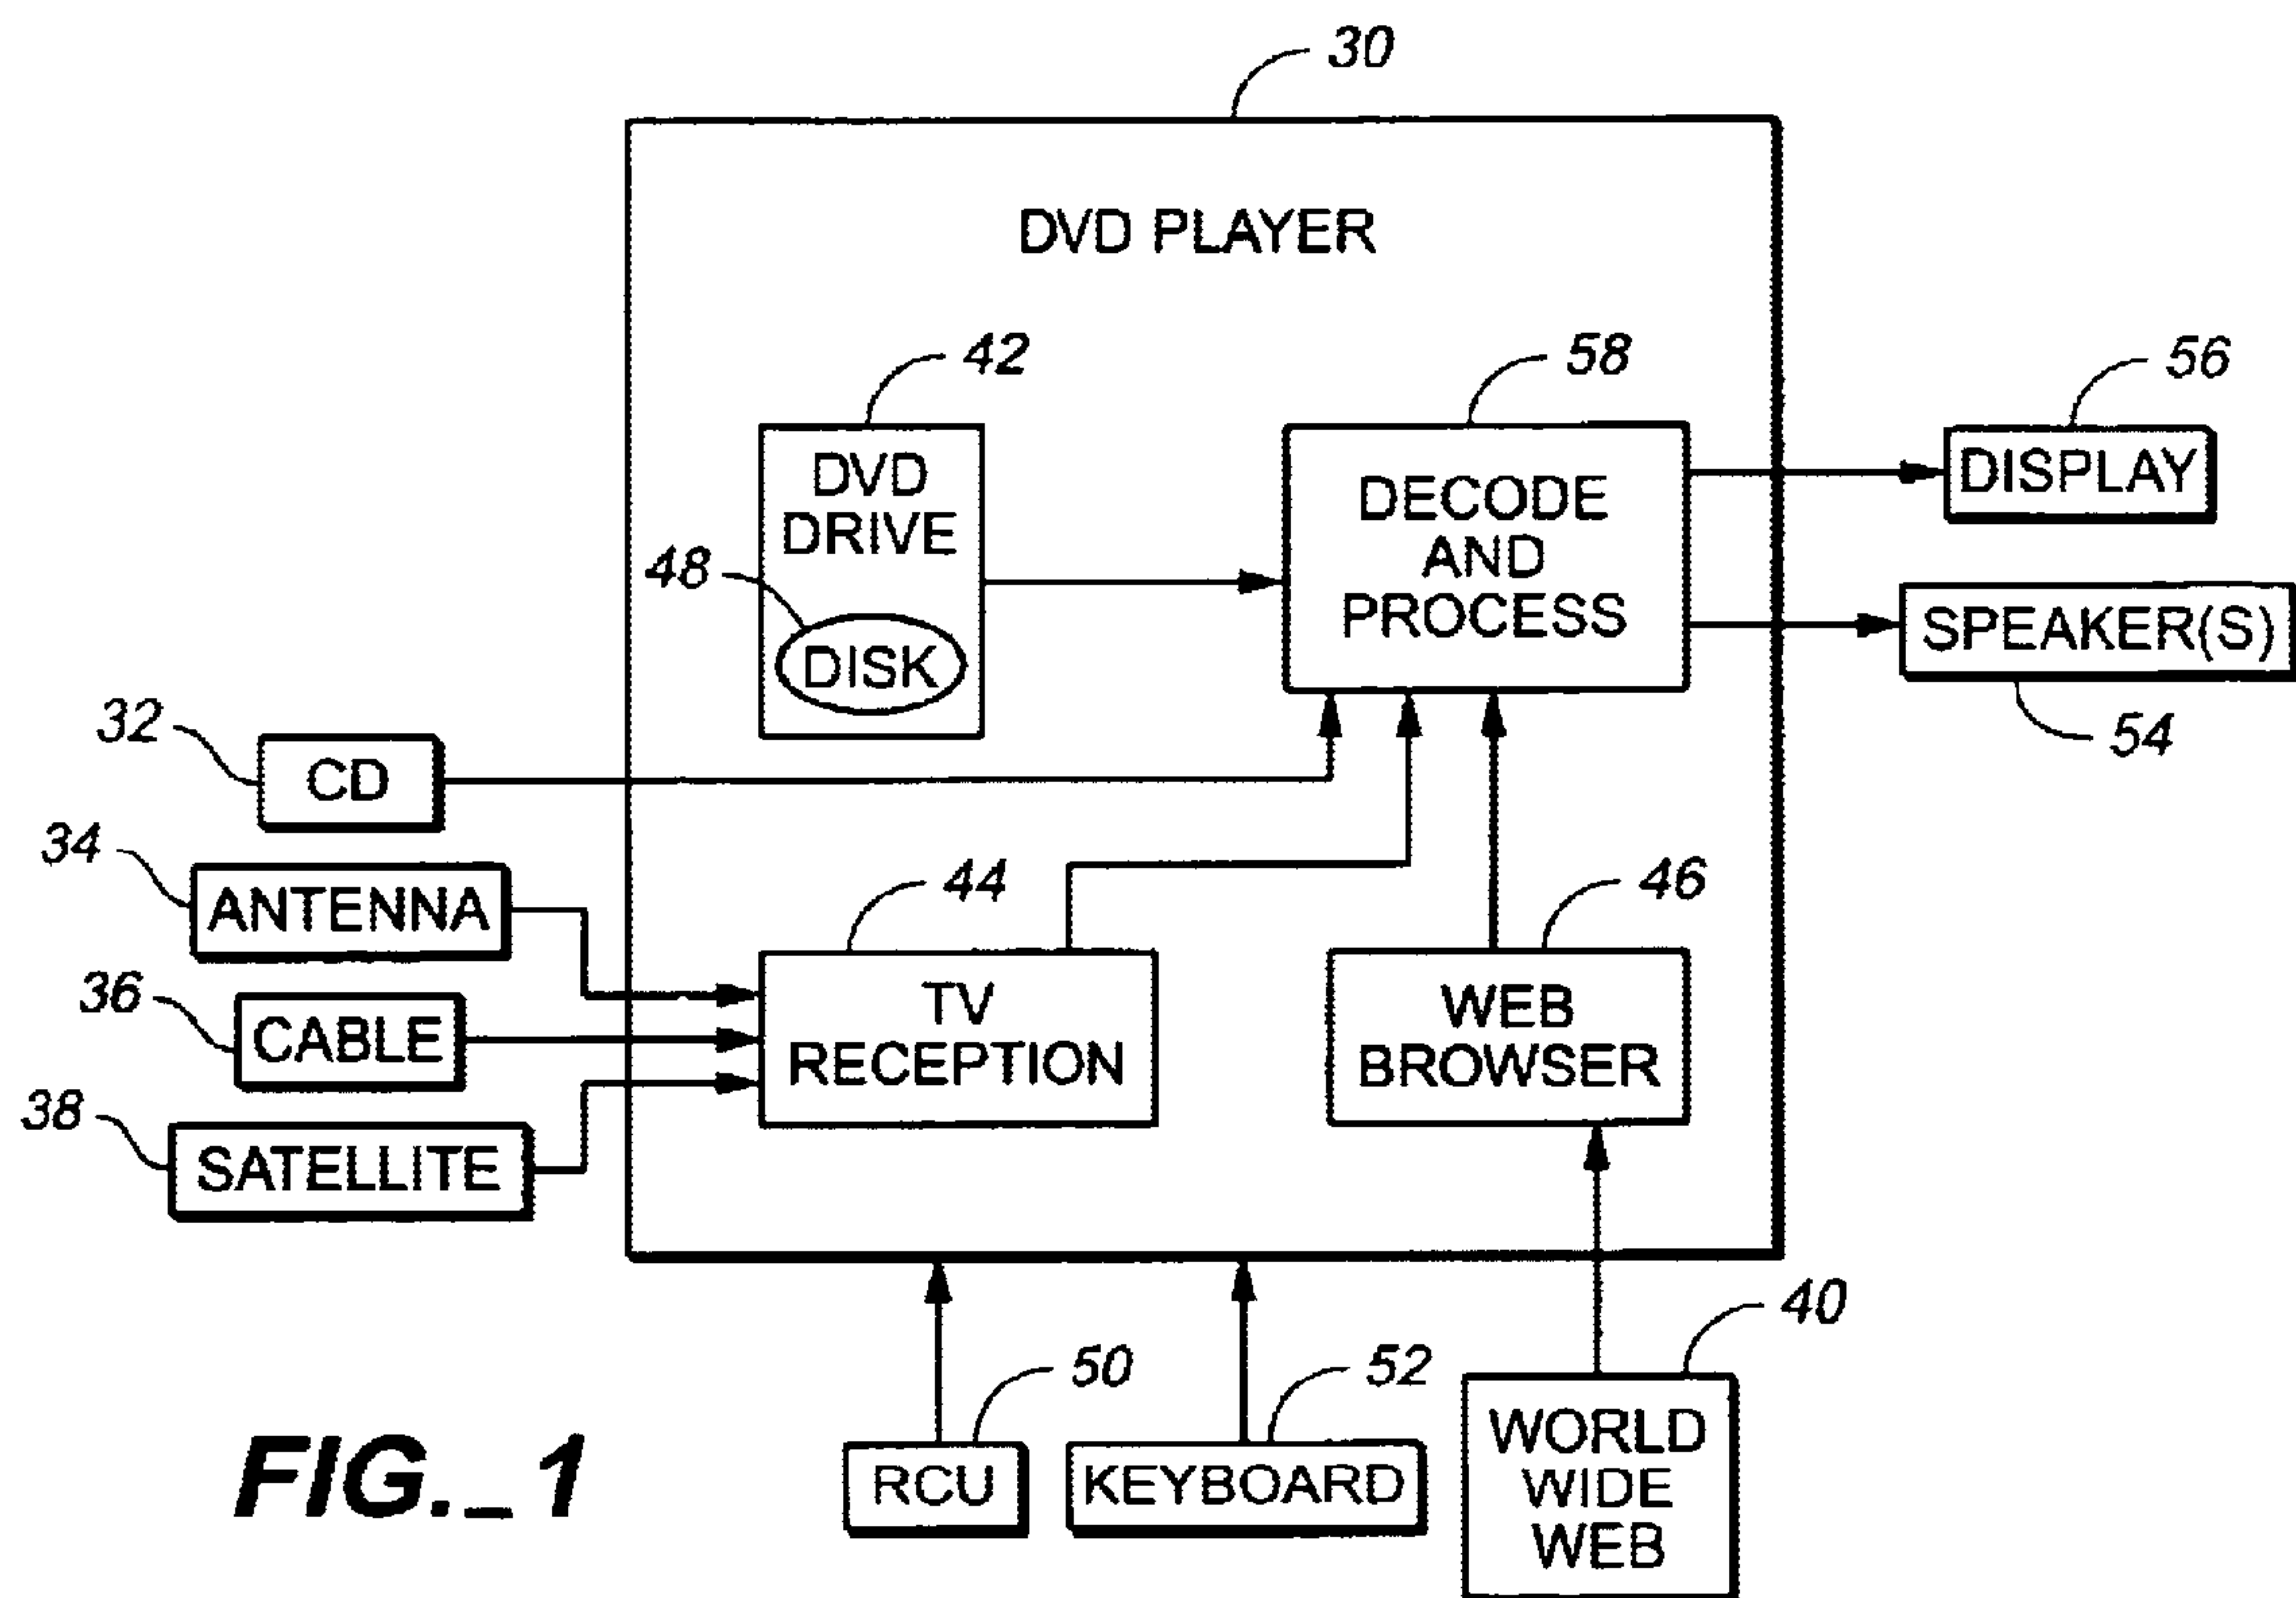 30
DVD PLAYER
42
58
56
DVD
DRIVE
48
DISK
DECODE
AND
PROCESS
DISPLAY
SPEAKER(S)
54
32
CD
34
ANTENNA
44
46
36
CABLE
TV
RECEPTION
WEB
BROWSER
38
SATELLITE
40
50
52
RCU
KEYBOARD
WORLD
WIDE
WEB
FIG._1